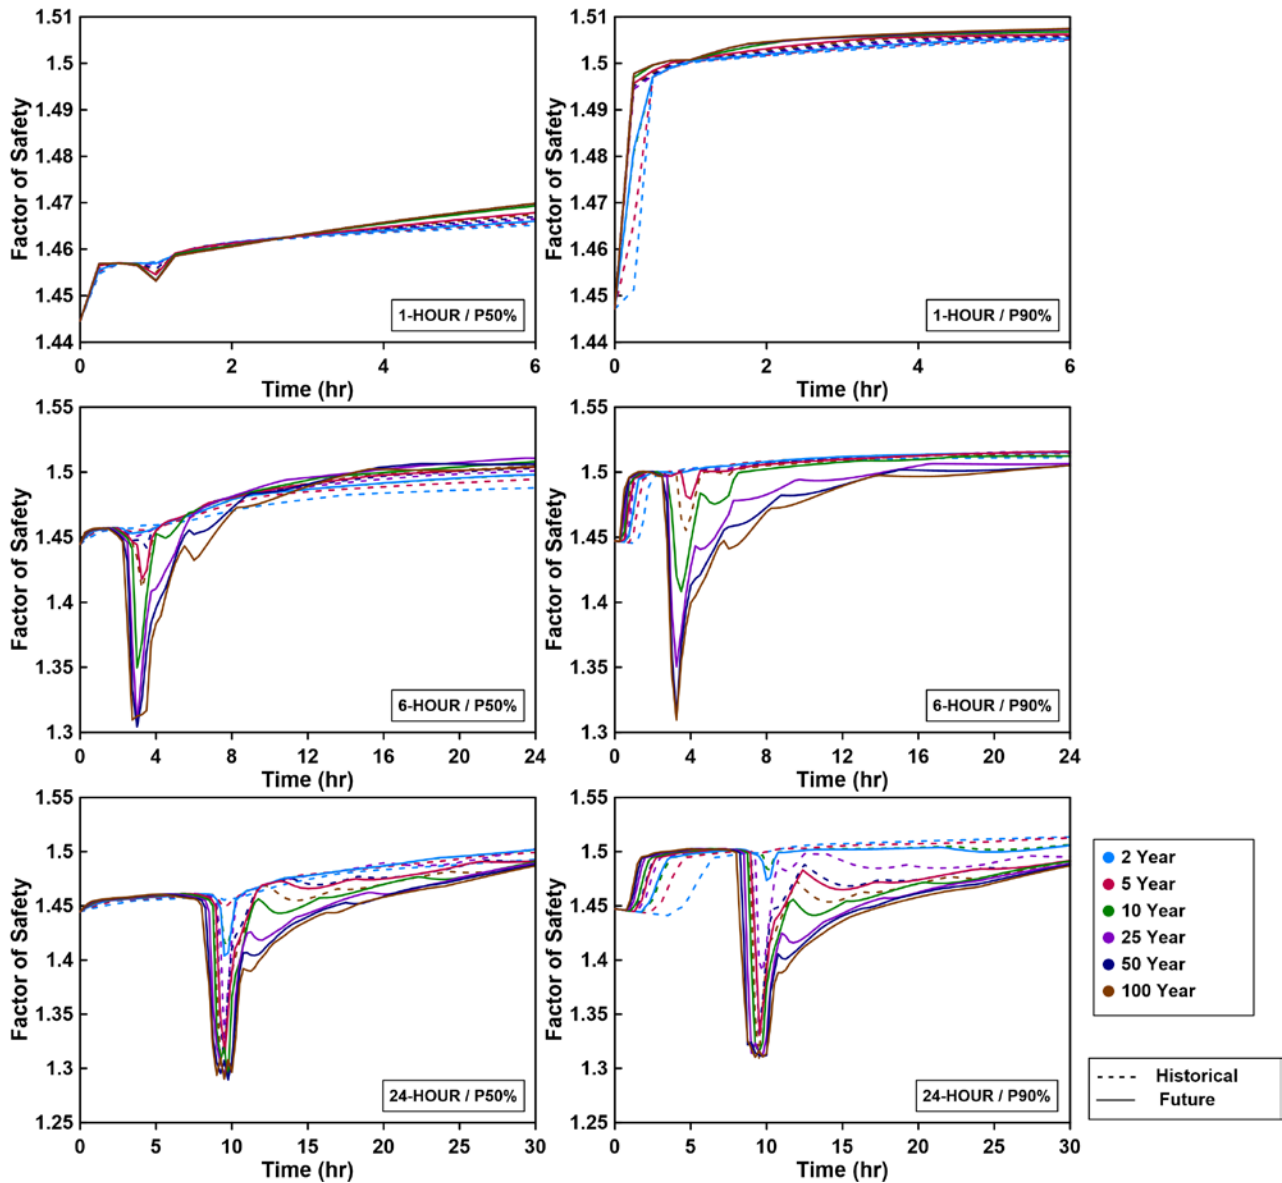 1.51
1.5
1.49
1.48
1.47
1.46
1.45
1.44
Factor of Safety
1-HOUR / P50%
0 2 4 6
Time (hr)
1.51
1.5
1.49
1.48
1.47
1.46
1.45
1.44
Factor of Safety
1-HOUR / P90%
0 2 4 6
Time (hr)
1.55
1.5
1.45
1.4
1.35
1.3
Factor of Safety
6-HOUR / P50%
0 4 8 12 16 20 24
Time (hr)
1.55
1.5
1.45
1.4
1.35
1.3
Factor of Safety
6-HOUR / P90%
0 4 8 12 16 20 24
Time (hr)
1.55
1.5
1.45
1.4
1.35
1.3
1.25
Factor of Safety
24-HOUR / P50%
0 5 10 15 20 25 30
Time (hr)
1.55
1.5
1.45
1.4
1.35
1.3
1.25
Factor of Safety
24-HOUR / P90%
0 5 10 15 20 25 30
Time (hr)
2 Year
5 Year
10 Year
25 Year
50 Year
100 Year
Historical
Future